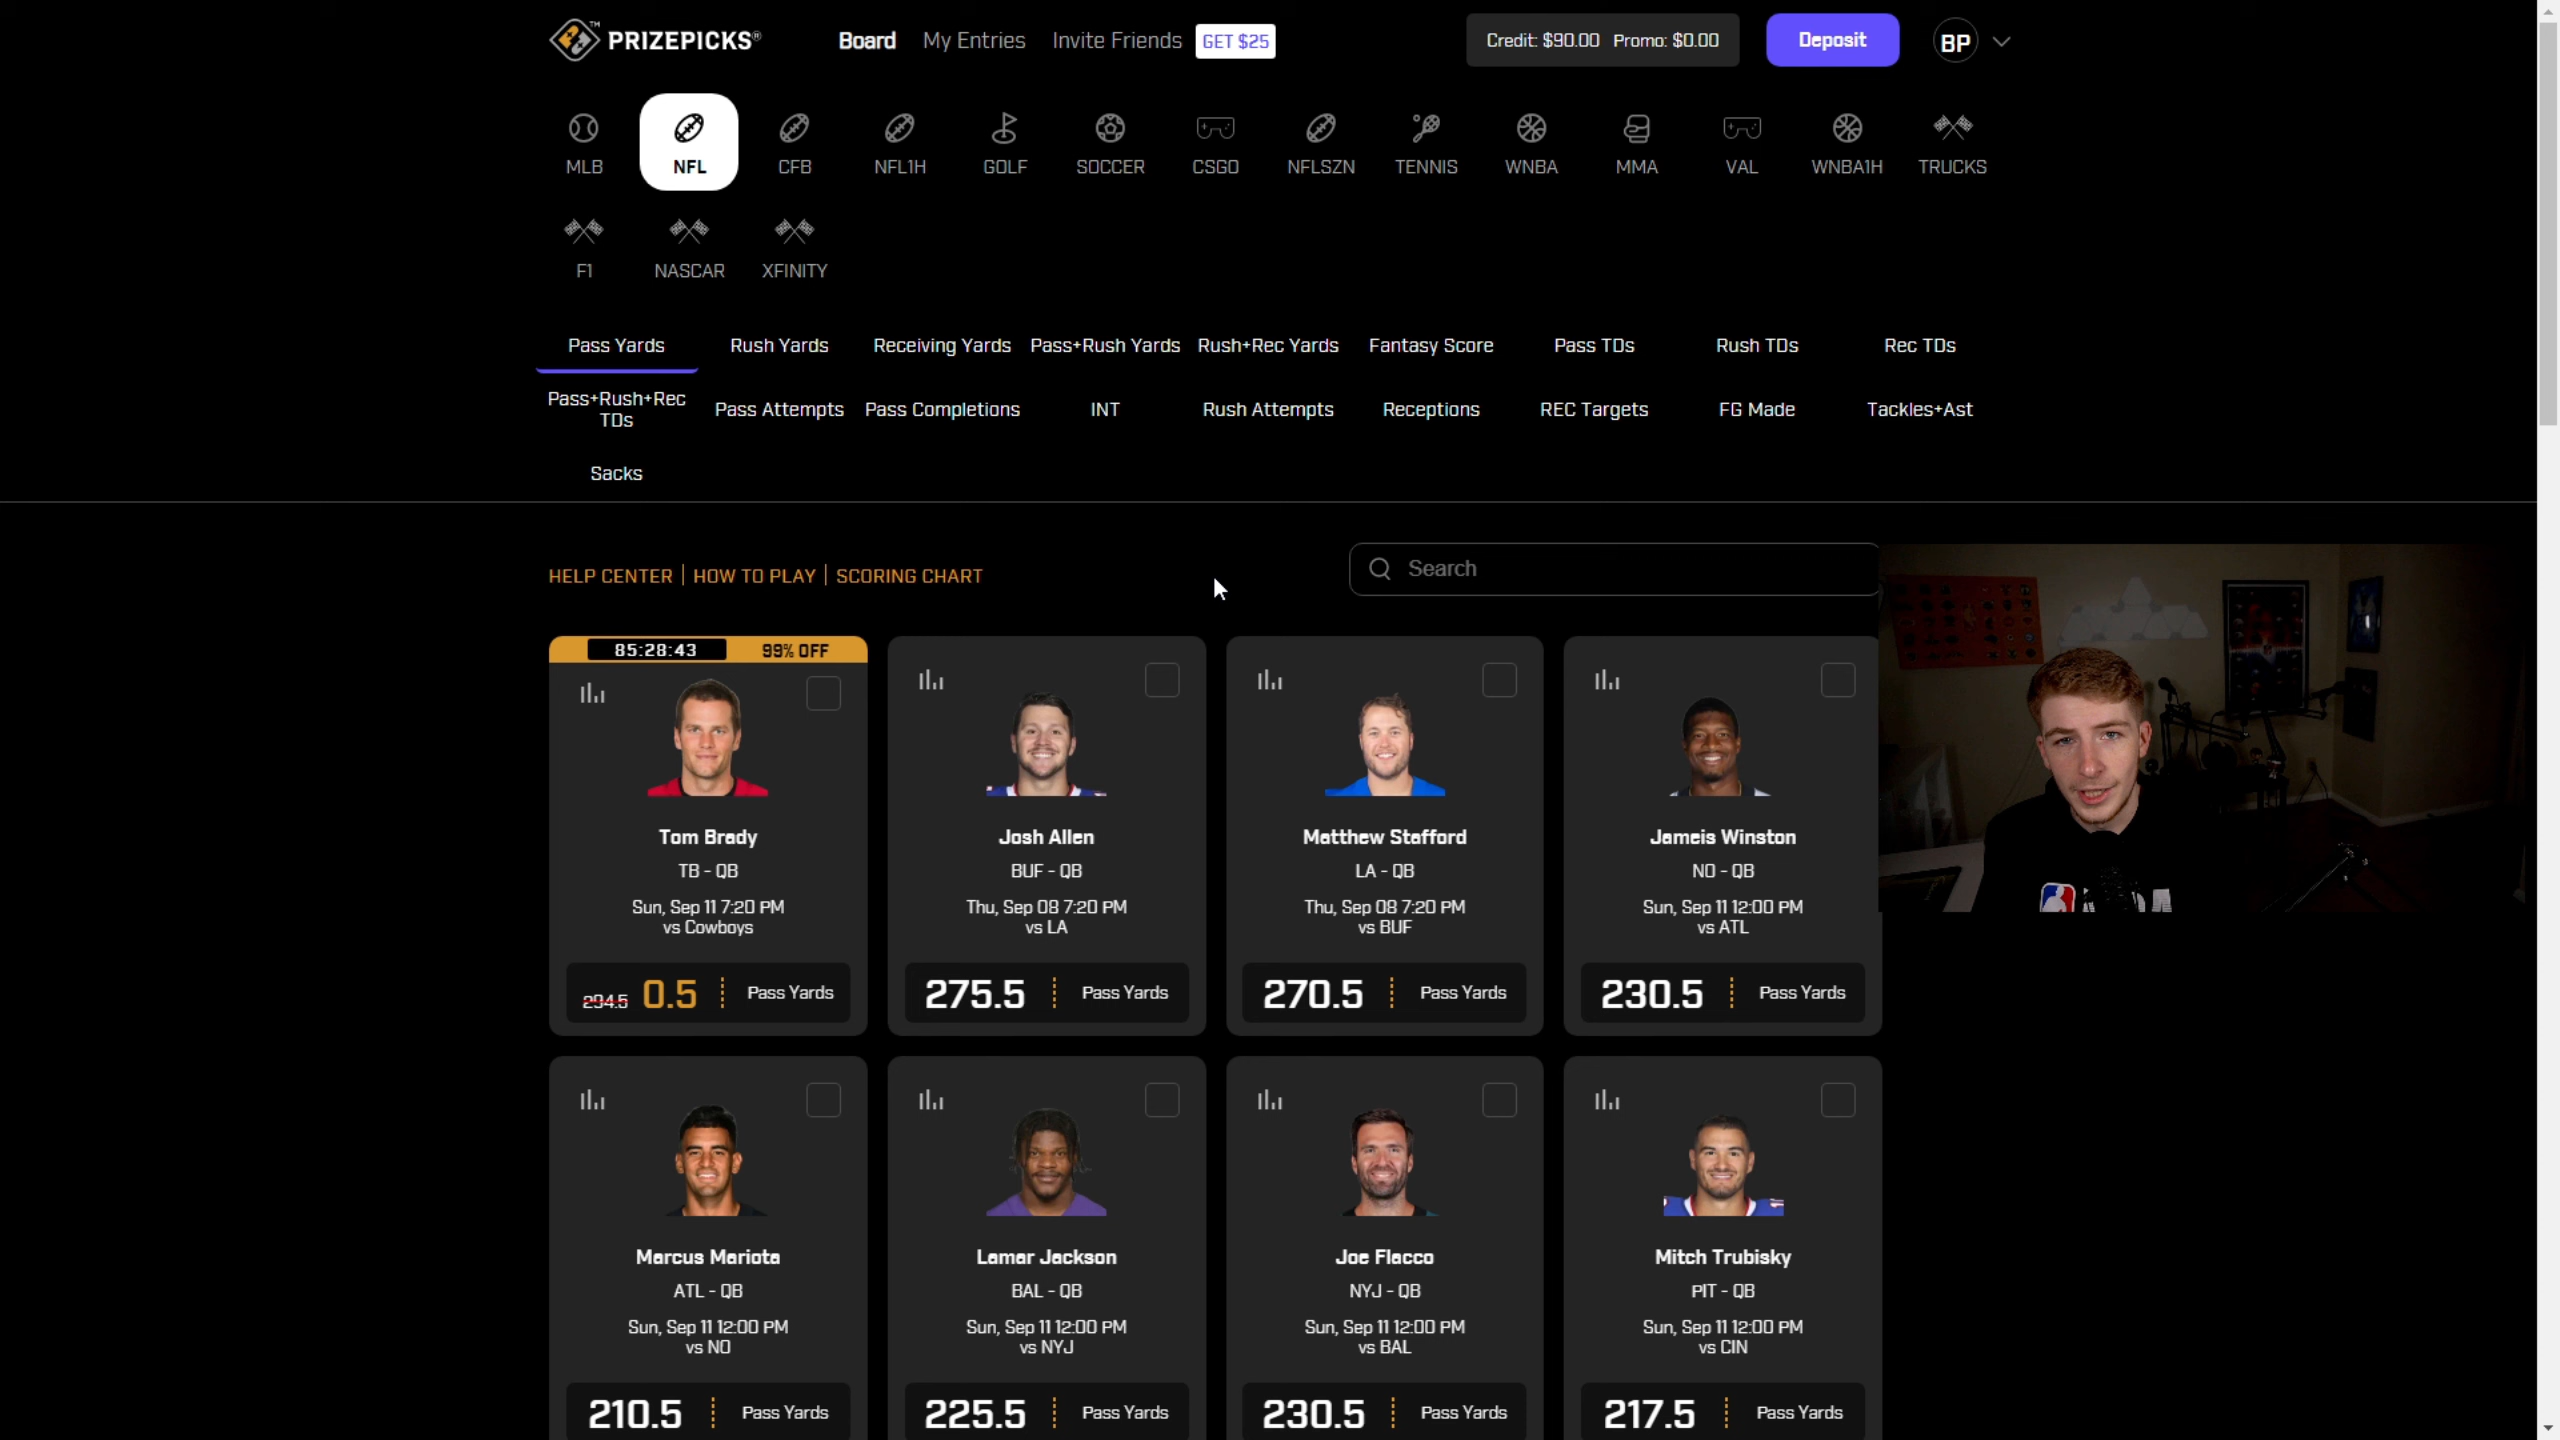 PRIZEPICKS® Board My Entries Invite Friends GET $25 Credit: $90.00 Promo: $0.00 Deposit BP
MLB NFL CFB NFL1H GOLF SOCCER CSGO NFLSZN TENNIS WNBA MMA VAL WNBA1H TRUCKS
F1 NASCAR XFINITY
Pass Yards Rush Yards Receiving Yards Pass+Rush Yards Rush+Rec Yards Fantasy Score Pass TDs Rush TDs Rec TDs
Pass+Rush+Rec TDs Pass Attempts Pass Completions INT Rush Attempts Receptions REC Targets FG Made Tackles+Ast
Sacks
HELP CENTER HOW TO PLAY SCORING CHART Search
85:28:43 99% OFF
Tom Brady Josh Allen Matthew Stafford Jameis Winston
TB - QB BUF - QB LA - QB NO - QB
Sun, Sep 11 7:20 PM Thu, Sep 08 7:20 PM Thu, Sep 08 7:20 PM Sun, Sep 11 12:00 PM
vs Cowboys vs LA vs BUF vs ATL
294.5 0.5 Pass Yards 275.5 Pass Yards 270.5 Pass Yards 230.5 Pass Yards
Marcus Mariota Lamar Jackson Joe Flacco Mitch Trubisky
ATL - QB BAL - QB NYJ - QB PIT - QB
Sun, Sep 11 12:00 PM Sun, Sep 11 12:00 PM Sun, Sep 11 12:00 PM Sun, Sep 11 12:00 PM
vs NO vs NYJ vs BAL vs CIN
210.5 Pass Yards 225.5 Pass Yards 230.5 Pass Yards 217.5 Pass Yards